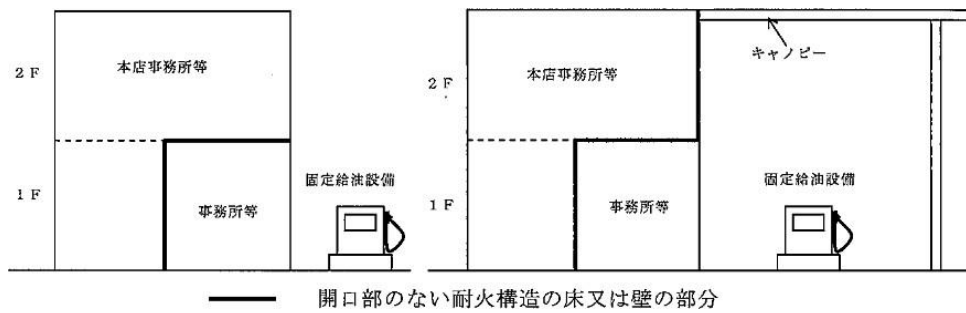 2F
本店事務所等
1F
事務所等
固定給油設備
キャノピー
2F
本店事務所等
1F
事務所等
固定給油設備
開口部のない耐火構造の床又は壁の部分